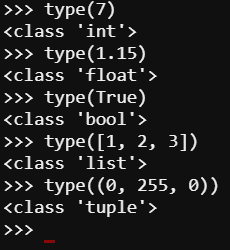 >>> type(7)
<class 'int'>
>>> type(1.15)
<class 'float'>
>>> type(True)
<class 'bool'>
>>> type([1, 2, 3])
<class 'list'>
>>> type((0, 255, 0))
<class 'tuple'>
>>>